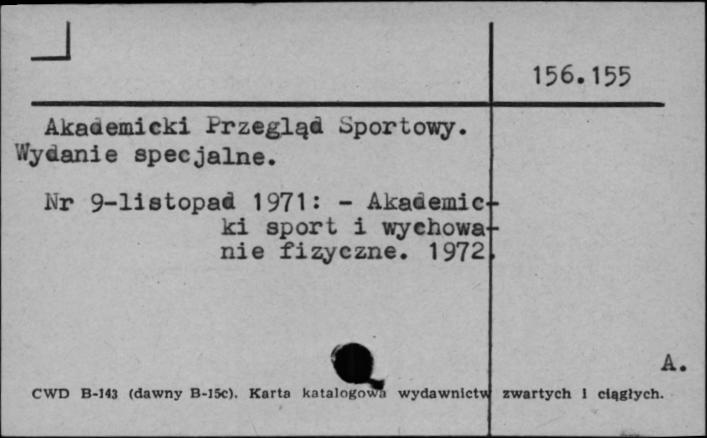 156.155
Akademicki Przegląd Sportowy.
Wydanie specjalne.
Nr 9-listopad 1971: - Akademic-
ki sport i wychowa-
nie fizyczne. 1972.
A.
CWD B-143 (dawny B-15c). Karta katalogowa wydawnictw zwartych i ciągłych.